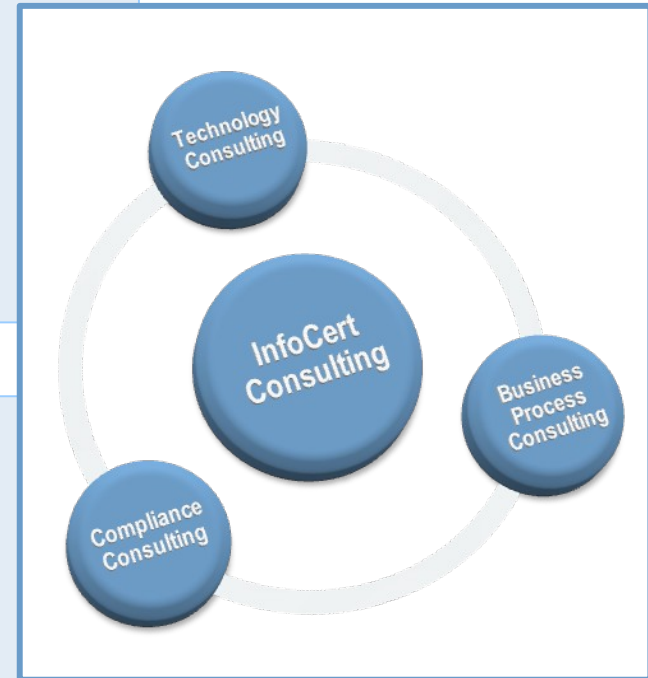 Technology
Consulting
InfoCert
Consulting
Business
Process
Consulting
Compliance
Consulting